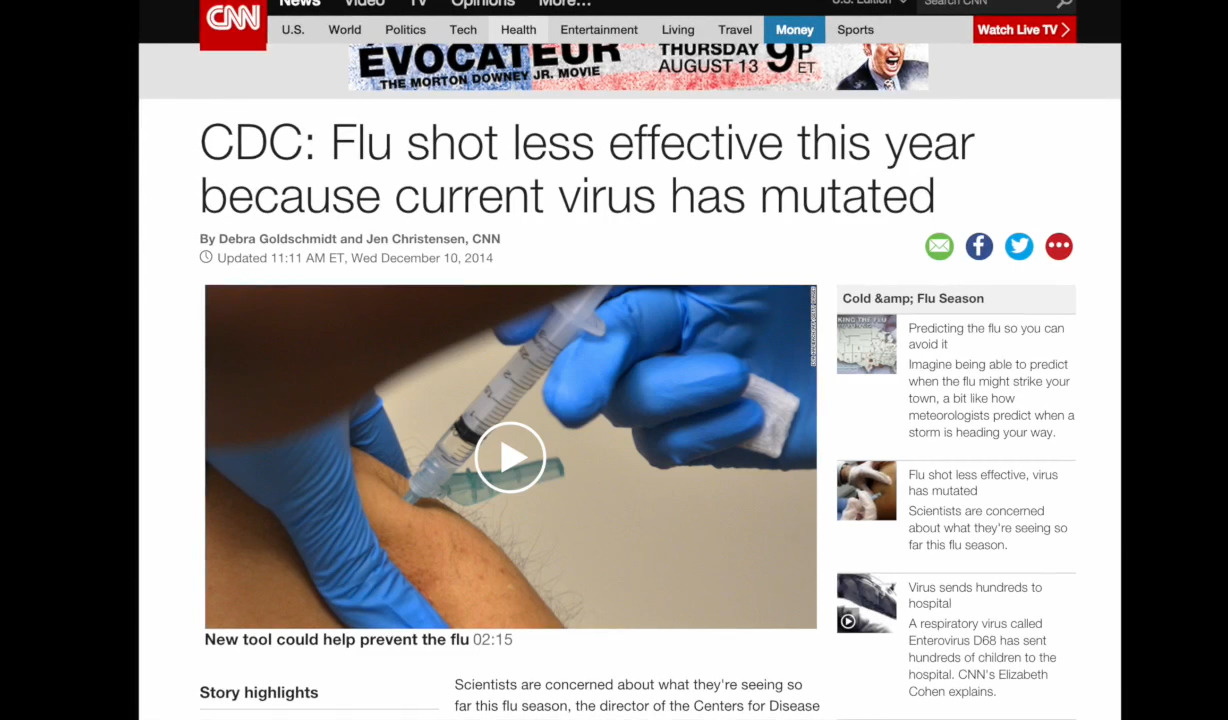 News Video TV Opinions More...
U.S. Edition
Search CNN
CNN
U.S. World Politics Tech Health Entertainment Living Travel Money Sports
Watch Live TV
ÉVOCATEUR
THE MORTON DOWNEY JR. MOVIE
THURSDAY
AUGUST 13
9P
ET
CDC: Flu shot less effective this year
because current virus has mutated
By Debra Goldschmidt and Jen Christensen, CNN
Updated 11:11 AM ET, Wed December 10, 2014
New tool could help prevent the flu 02:15
Story highlights
Scientists are concerned about what they're seeing so
far this flu season, the director of the Centers for Disease
Cold &amp; Flu Season
Predicting the flu so you can
avoid it
Imagine being able to predict
when the flu might strike your
town, a bit like how
meteorologists predict when a
storm is heading your way.
Flu shot less effective, virus
has mutated
Scientists are concerned
about what they're seeing so
far this flu season.
Virus sends hundreds to
hospital
A respiratory virus called
Enterovirus D68 has sent
hundreds of children to the
hospital. CNN's Elizabeth
Cohen explains.